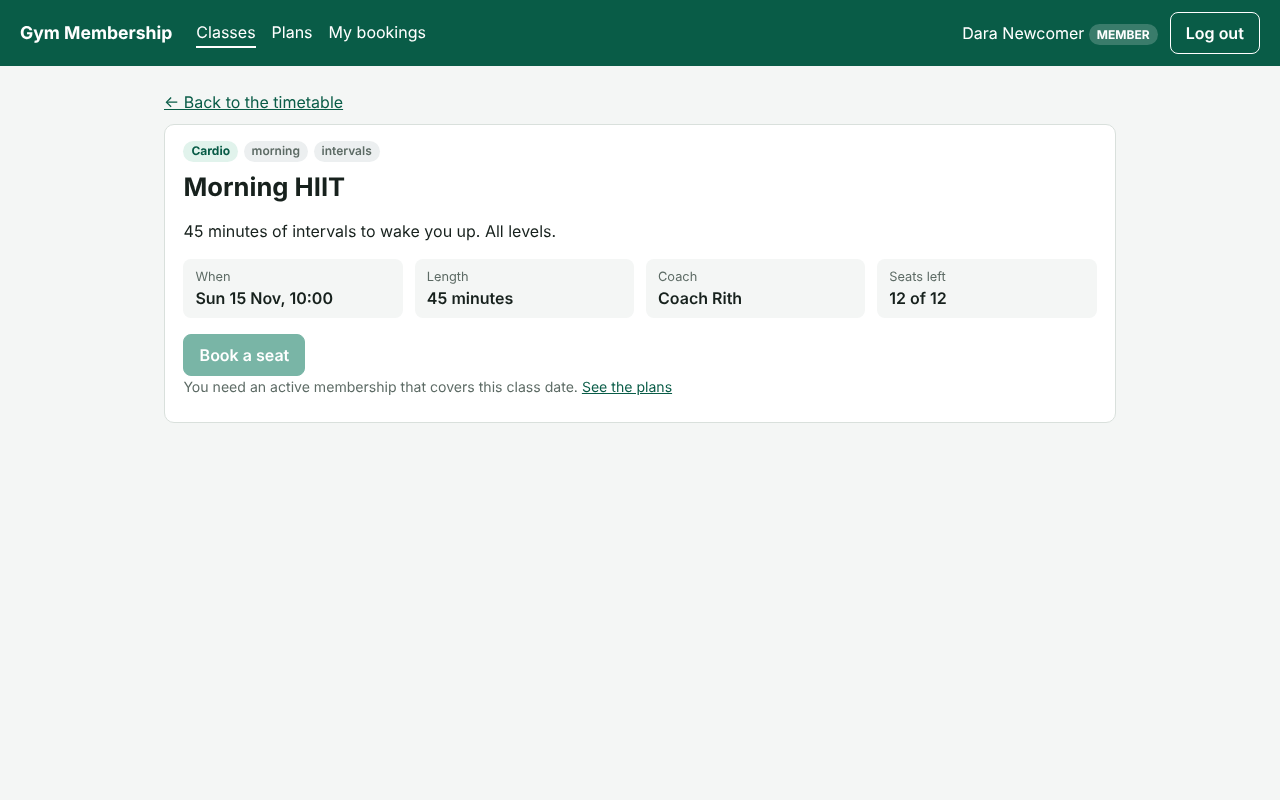 Gym Membership Classes Plans My bookings Dara Newcomer MEMBER Log out
← Back to the timetable
Cardio morning intervals
Morning HIIT
45 minutes of intervals to wake you up. All levels.
When Length Coach Seats left
Sun 15 Nov, 10:00 45 minutes Coach Rith 12 of 12
Book a seat
You need an active membership that covers this class date. See the plans